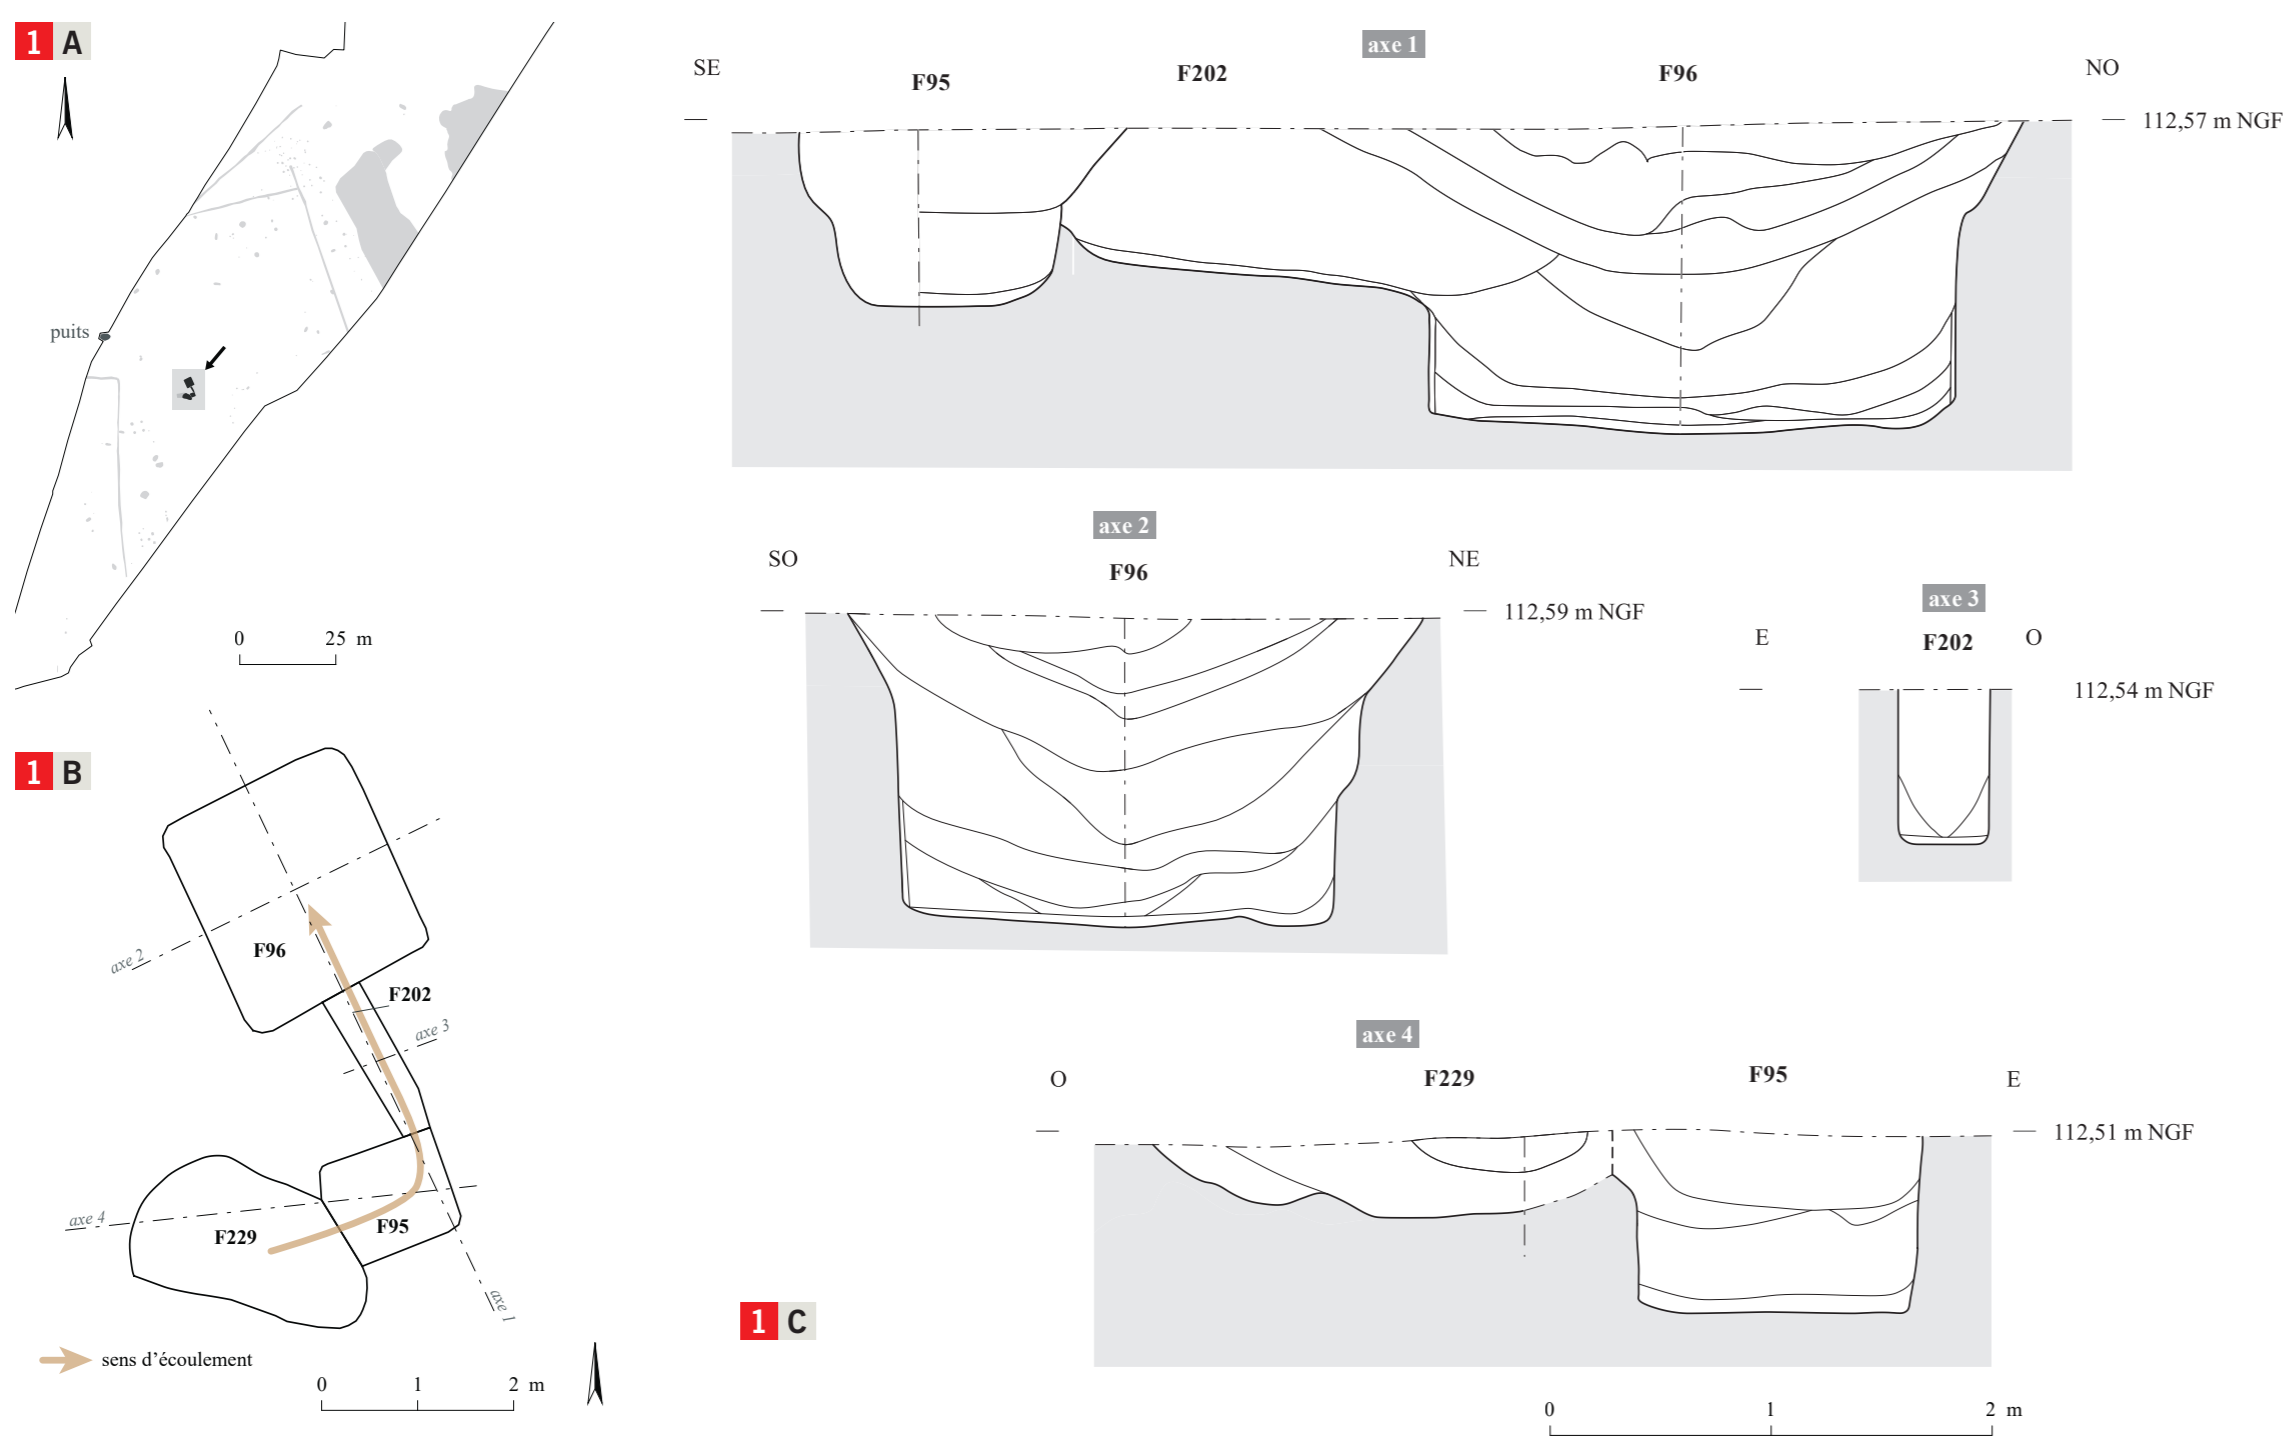 1 A
puits
0 25 m
1 B
axe 2
F96
F202
axe 3
axe 4
F229
F95
axe 1
sens d’écoulement
0 1 2 m
axe 1
SE F95 F202 F96 NO
112,57 m NGF
axe 2
SO F96 NE
112,59 m NGF
axe 3
E F202 O
112,54 m NGF
axe 4
O F229 F95 E
112,51 m NGF
1 C
0 1 2 m